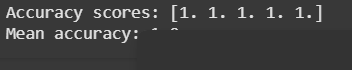 Accuracy scores: [1. 1. 1. 1. 1.]
Mean accuracy: